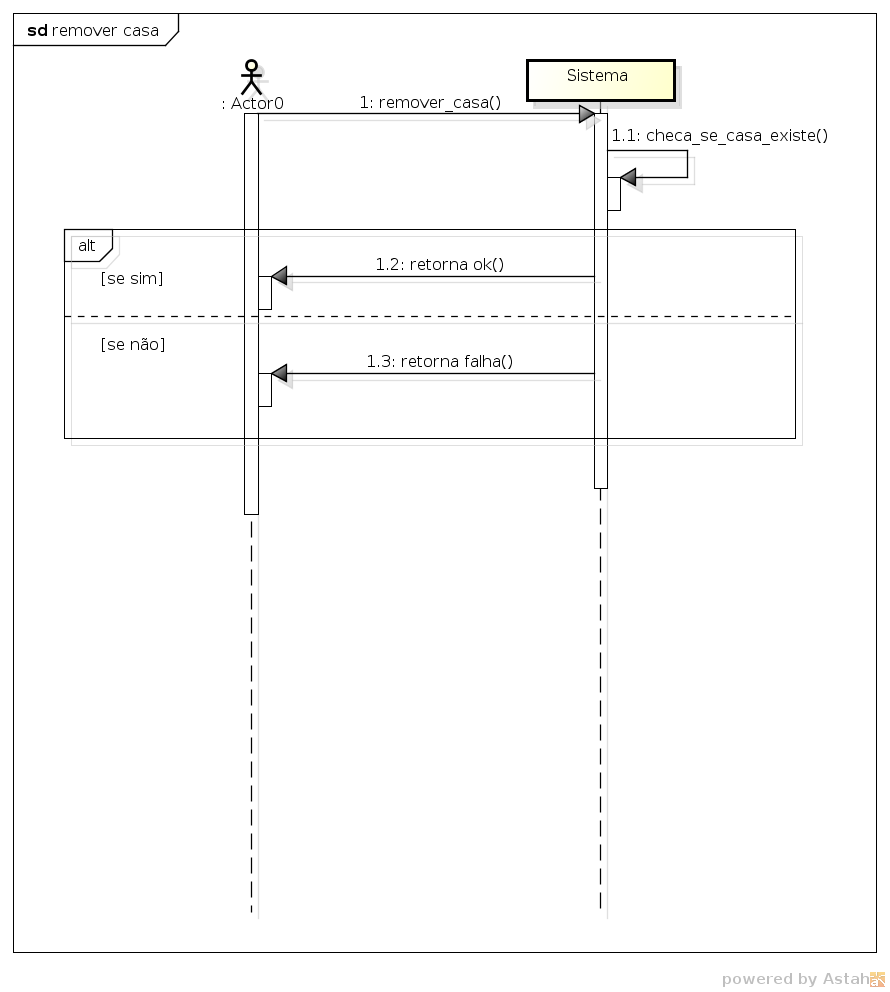 sd remover casa
Sistema
: Actor0
1: remover_casa()
1.1: checa_se_casa_existe()
alt
1.2: retorna ok()
[se sim]
[se não]
1.3: retorna falha()
powered by Astah